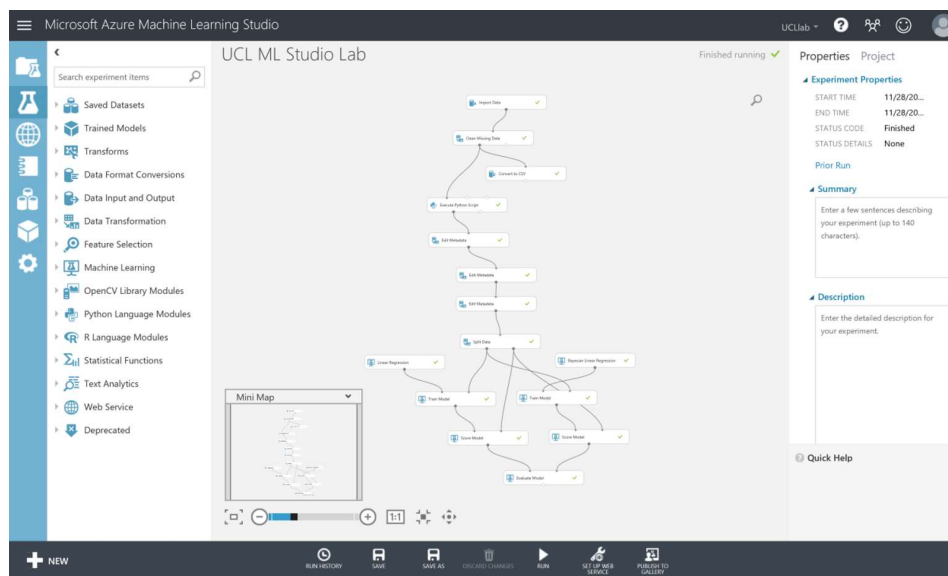 Microsoft Azure Machine Learning Studio
UCLlab
UCL ML Studio Lab
Finished running
Search experiment items
Saved Datasets
Trained Models
Transforms
Data Format Conversions
Data Input and Output
Data Transformation
Feature Selection
Machine Learning
OpenCV Library Modules
Python Language Modules
R Language Modules
Statistical Functions
Text Analytics
Web Service
Deprecated
Import Data
Clean Missing Data
Convert to CSV
Execute Python Script
Edit Metadata
Edit Metadata
Edit Metadata
Split Data
Linear Regression
Bayesian Linear Regression
Train Model
Train Model
Score Model
Score Model
Evaluate Model
Mini Map
1:1
Properties Project
Experiment Properties
START TIME 11/28/20...
END TIME 11/28/20...
STATUS CODE Finished
STATUS DETAILS None
Prior Run
Summary
Enter a few sentences describing
your experiment (up to 140
characters).
Description
Enter the detailed description for
your experiment.
Quick Help
NEW
RUN HISTORY
SAVE
SAVE AS
DISCARD CHANGES
RUN
SET UP WEB
SERVICE
PUBLISH TO
GALLERY